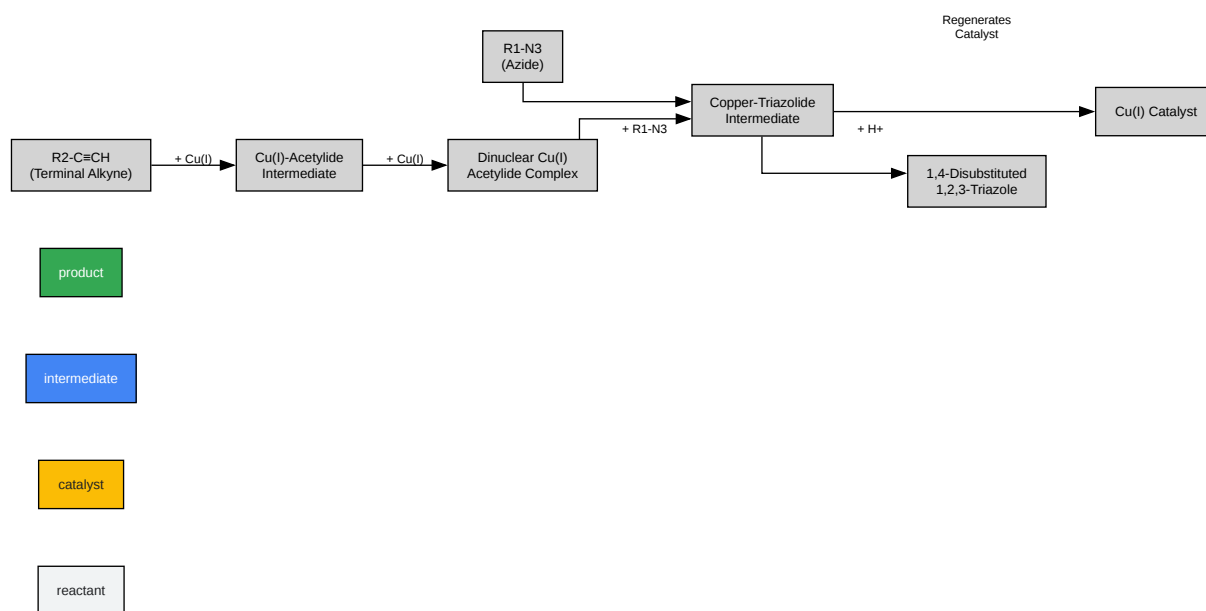 Regenerates
Catalyst
R1-N3
(Azide)
Copper-Triazolide
Intermediate
Cu(I) Catalyst
+ R1-N3
+ H+
R2-C≡CH
(Terminal Alkyne)
+ Cu(I)
Cu(I)-Acetylide
Intermediate
+ Cu(I)
Dinuclear Cu(I)
Acetylide Complex
1,4-Disubstituted
1,2,3-Triazole
product
intermediate
catalyst
reactant